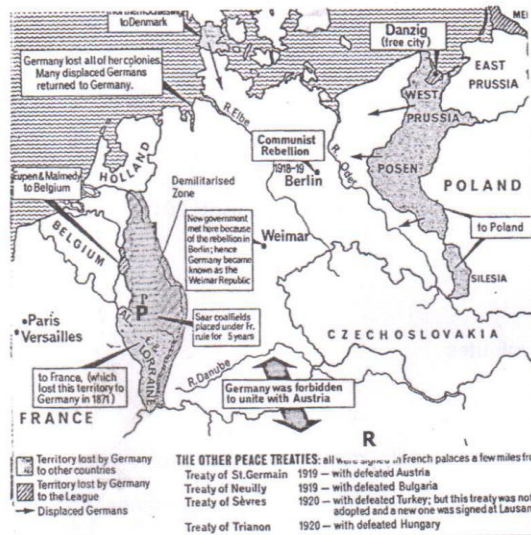 to Denmark
Danzig
(free city)
Germany lost all of her colonies.
Many displaced Germans
returned to Germany.
EAST
PRUSSIA
WEST
PRUSSIA
R.Elbe
Communist
Rebellion
1918-19
Berlin
R.
Oder
POSEN
HOLLAND
POLAND
Eupen & Malmedy
to Belgium
Demilitarised
Zone
to Poland
BELGIUM
New government
met here because
of the rebellion in
Berlin; hence
Germany became
known as the
Weimar Republic
Weimar
SILESIA
P
Paris
Versailles
Saar coalfields
placed under Fr.
rule for 5 years
CZECHOSLOVAKIA
LORRAINE
to France, (which
lost this territory to
Germany in 1871)
R.Danube
Germany was forbidden
to unite with Austria
FRANCE
R
Territory lost by Germany
to other countries
Territory lost by Germany
to the League
Displaced Germans
THE OTHER PEACE TREATIES: all were signed in French palaces a few miles from
Treaty of St.Germain 1919 – with defeated Austria
Treaty of Neuilly 1919 – with defeated Bulgaria
Treaty of Sèvres 1920 – with defeated Turkey; but this treaty was not
adopted and a new one was signed at Lausan
Treaty of Trianon 1920 – with defeated Hungary